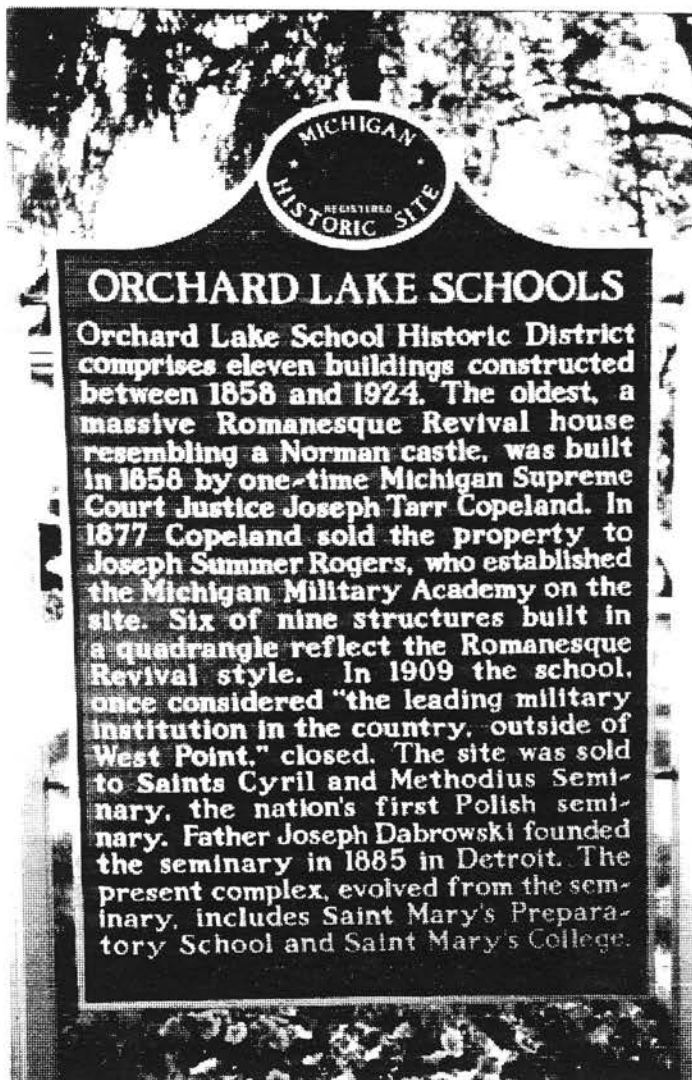 MICHIGAN
REGISTERED
HISTORIC SITE
ORCHARD LAKE SCHOOLS
Orchard Lake School Historic District
comprises eleven buildings constructed
between 1858 and 1924. The oldest, a
massive Romanesque Revival house
resembling a Norman castle, was built
in 1858 by one-time Michigan Supreme
Court Justice Joseph Tarr Copeland. In
1877 Copeland sold the property to
Joseph Summer Rogers, who established
the Michigan Military Academy on the
site. Six of nine structures built in
a quadrangle reflect the Romanesque
Revival style. In 1909 the school,
once considered "the leading military
institution in the country, outside of
West Point," closed. The site was sold
to Saints Cyril and Methodius Semi-
nary, the nation's first Polish semi-
nary. Father Joseph Dabrowski founded
the seminary in 1885 in Detroit. The
present complex, evolved from the sem-
inary, includes Saint Mary's Prepara-
tory School and Saint Mary's College.